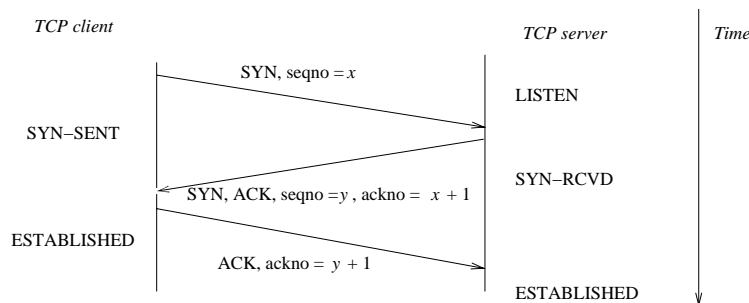 TCP client
TCP server
Time
SYN, seqno = x
LISTEN
SYN–SENT
SYN–RCVD
SYN, ACK, seqno = y , ackno = x + 1
ESTABLISHED
ACK, ackno = y + 1
ESTABLISHED